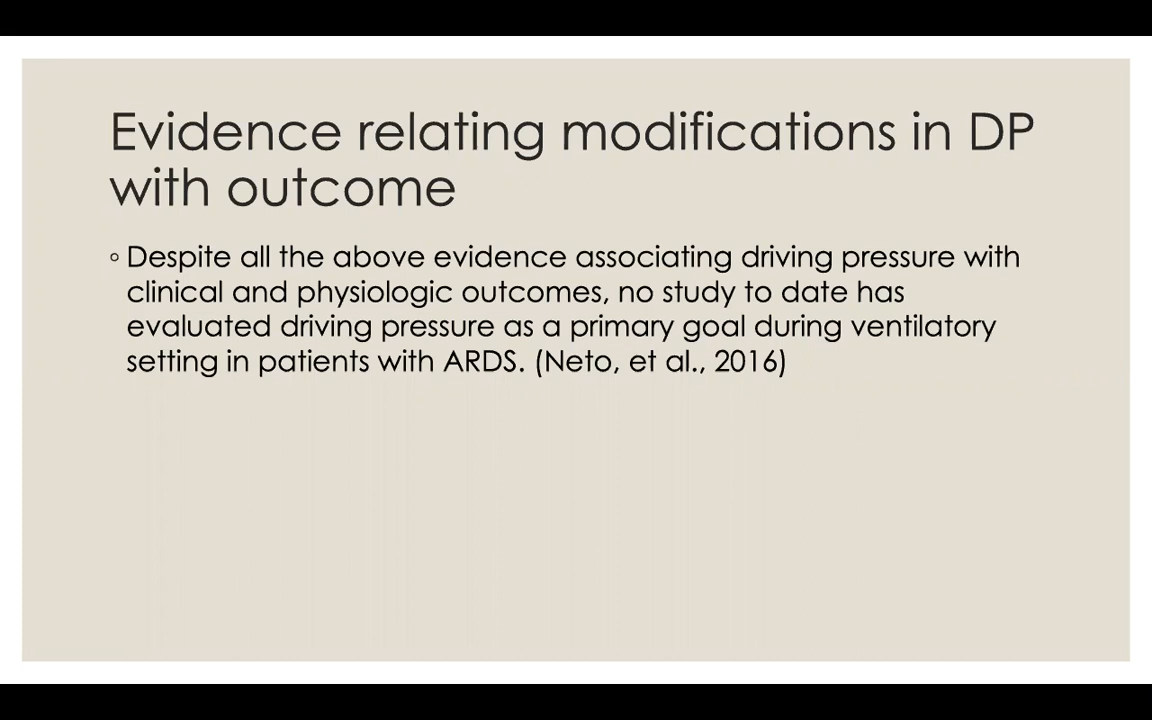 Evidence relating modifications in DP
with outcome
◦ Despite all the above evidence associating driving pressure with
clinical and physiologic outcomes, no study to date has
evaluated driving pressure as a primary goal during ventilatory
setting in patients with ARDS. (Neto, et al., 2016)